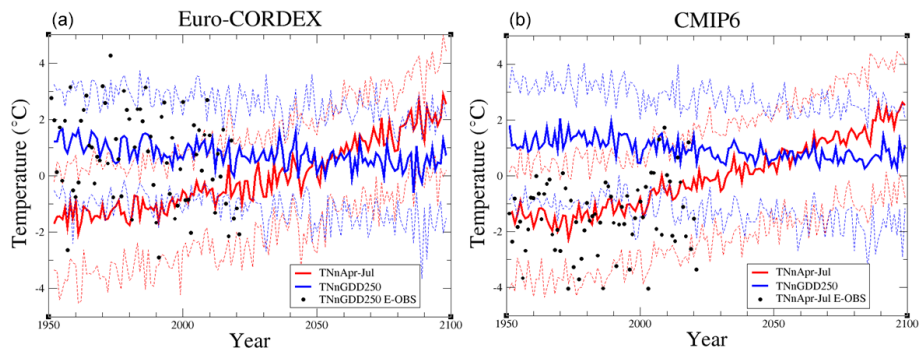 (a)
Euro-CORDEX
4
2
0
-2
-4
Temperature (°C)
TNnApr-Jul
TNnGDD250
TNnGDD250 E-OBS
1950
2000
2050
2100
Year
(b)
CMIP6
4
2
0
-2
-4
Temperature (°C)
TNnApr-Jul
TNnGDD250
TNnApr-Jul E-OBS
1950
2000
2050
2100
Year